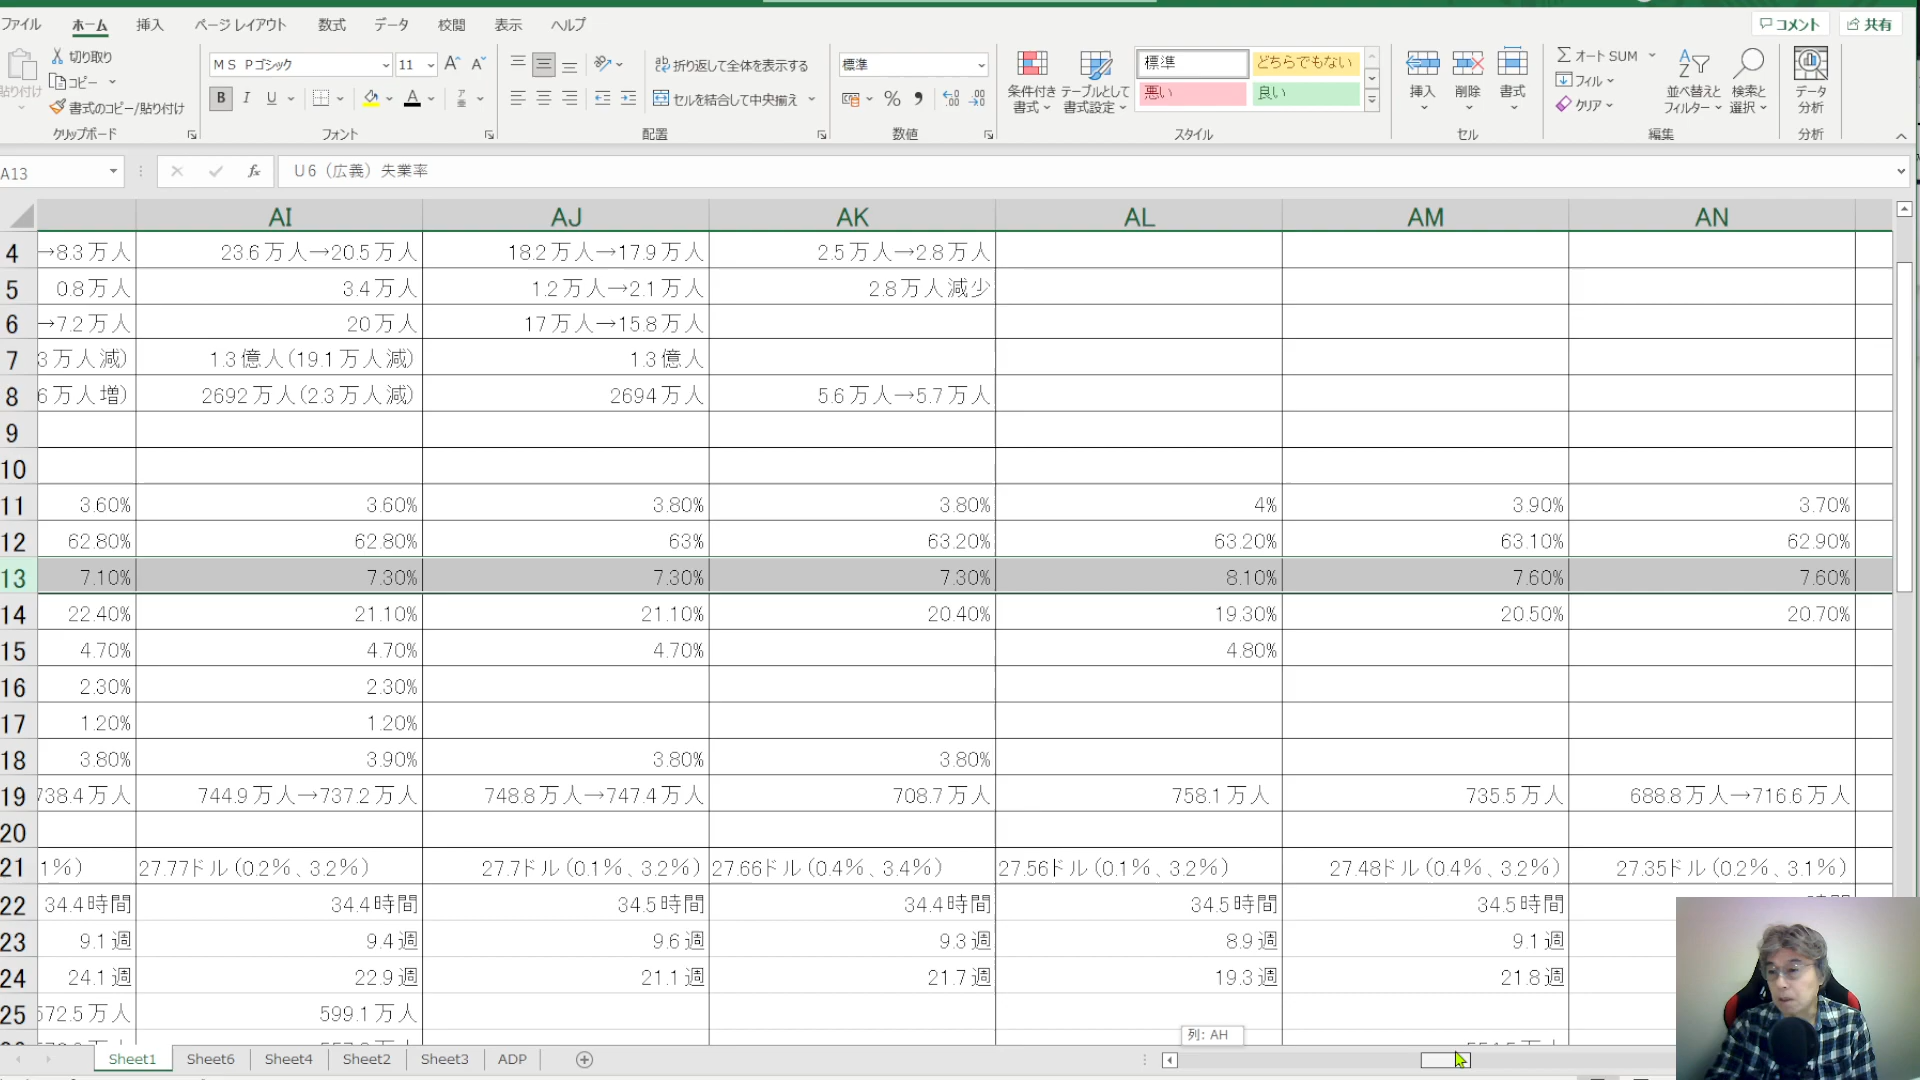 ファイル ホーム 挿入 ページ レイアウト 数式 データ 校閲 表示 ヘルプ コメント 共有
切り取り
コピー
書式のコピー/貼り付け
貼り付け
クリップボード
ＭＳ Ｐゴシック 11
B I U A
フォント
折り返して全体を表示する
セルを結合して中央揃え
配置
標準
%
数値
条件付き書式
テーブルとして書式設定
標準 どちらでもない
悪い 良い
スタイル
挿入 削除 書式
セル
オート SUM
フィル
クリア
並べ替えと フィルター
検索と 選択
編集
データ 分析
分析
A13 fx U6（広義）失業率
AI AJ AK AL AM AN
4 →8.3万人 23.6万人→20.5万人 18.2万人→17.9万人 2.5万人→2.8万人
5 0.8万人 3.4万人 1.2万人→2.1万人 2.8万人減少
6 →7.2万人 20万人 17万人→15.8万人
7 3万人減) 1.3億人(19.1万人減) 1.3億人
8 6万人増) 2692万人(2.3万人減) 2694万人 5.6万人→5.7万人
9
10
11 3.60% 3.60% 3.80% 3.80% 4% 3.90% 3.70%
12 62.80% 62.80% 63% 63.20% 63.20% 63.10% 62.90%
13 7.10% 7.30% 7.30% 7.30% 8.10% 7.60% 7.60%
14 22.40% 21.10% 21.10% 20.40% 19.30% 20.50% 20.70%
15 4.70% 4.70% 4.70% 4.80%
16 2.30% 2.30%
17 1.20% 1.20%
18 3.80% 3.90% 3.80% 3.80%
19 738.4万人 744.9万人→737.2万人 748.8万人→747.4万人 708.7万人 758.1万人 735.5万人 688.8万人→716.6万人
20
21 1%) 27.77ドル(0.2%、3.2%) 27.7ドル(0.1%、3.2%) 27.66ドル(0.4%、3.4%) 27.56ドル(0.1%、3.2%) 27.48ドル(0.4%、3.2%) 27.35ドル(0.2%、3.1%)
22 34.4時間 34.4時間 34.5時間 34.4時間 34.5時間 34.5時間
23 9.1週 9.4週 9.6週 9.3週 8.9週 9.1週
24 24.1週 22.9週 21.1週 21.7週 19.3週 21.8週
25 572.5万人 599.1万人
列: AH
Sheet1 Sheet6 Sheet4 Sheet2 Sheet3 ADP